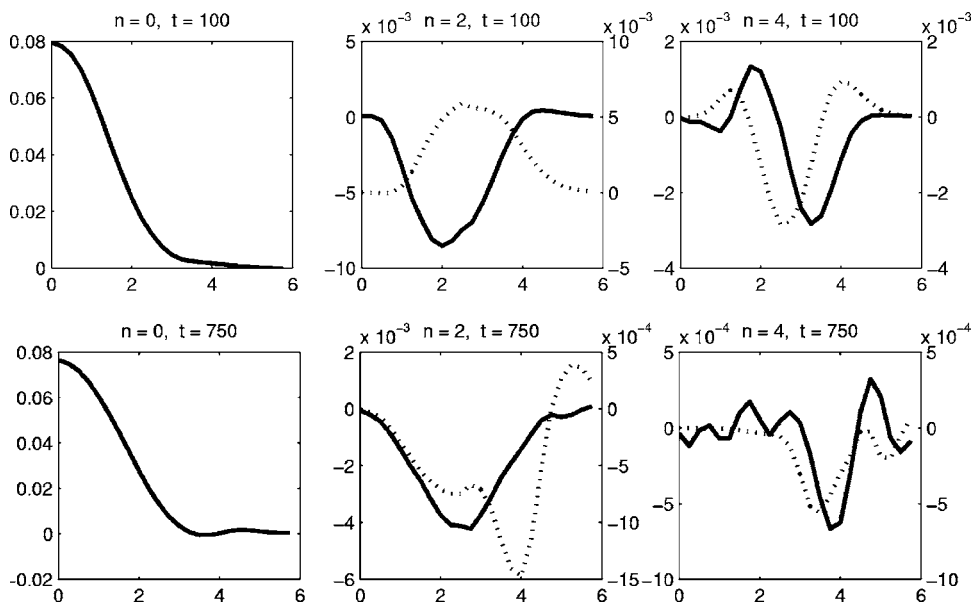 n = 0, t = 100
0.08
0.06
0.04
0.02
0
0 2 4 6
x 10⁻³ n = 2, t = 100 x 10⁻³
5 10
0 5
−5 0
−10 −5
0 2 4 6
x 10⁻³ n = 4, t = 100 x 10⁻³
2 2
0 0
−2 −2
−4 −4
0 2 4 6
n = 0, t = 750
0.08
0.06
0.04
0.02
0
-0.02
0 2 4 6
x 10⁻³ n = 2, t = 750 x 10⁻⁴
2 5
0 0
−2 −5
−4 −10
−6 −15
0 2 4 6
x 10⁻⁴ n = 4, t = 750 x 10⁻⁴
5 5
0 0
−5 −5
−10 −10
0 2 4 6